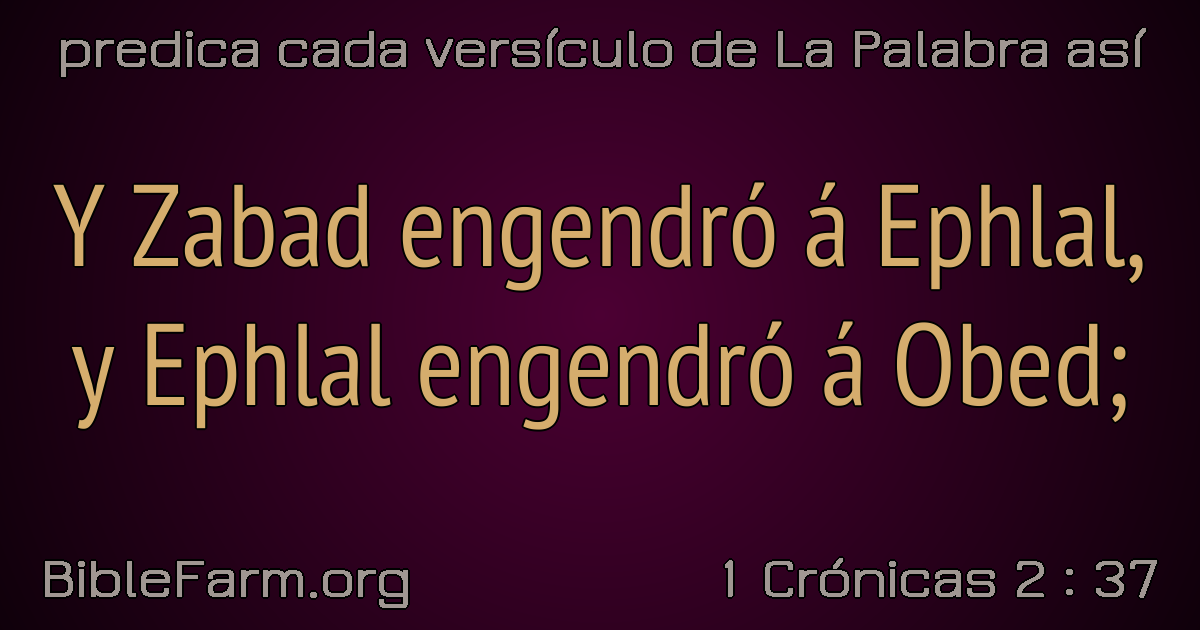 predica cada versículo de La Palabra así
Y Zabad engendró á Ephlal,
y Ephlal engendró á Obed;
BibleFarm.org
1 Crónicas 2 : 37